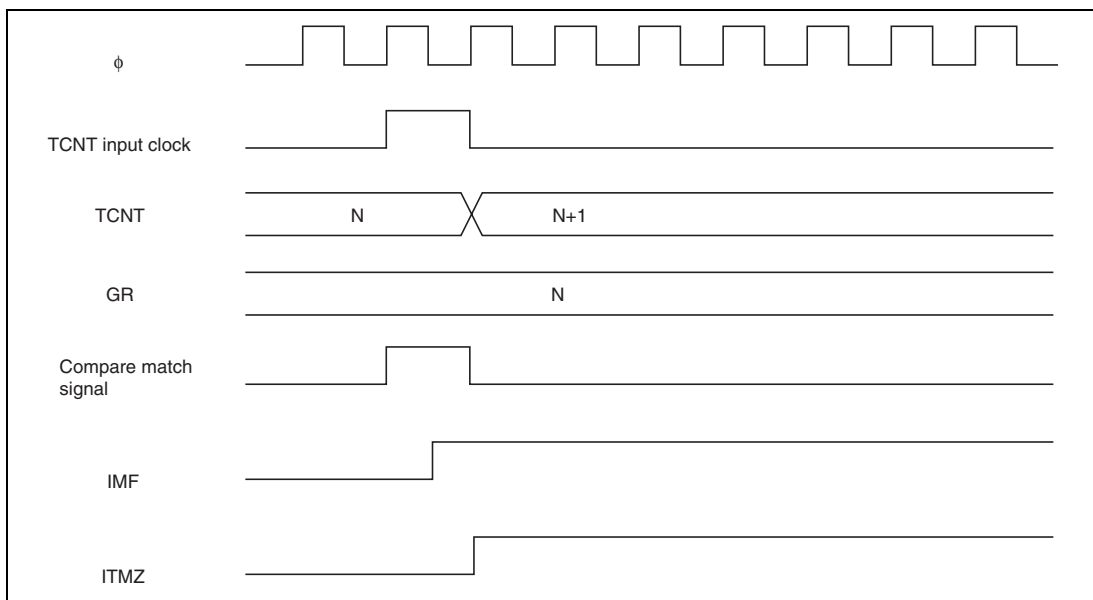 ϕ
TCNT input clock
TCNT
N
N+1
GR
N
Compare match
signal
IMF
ITMZ